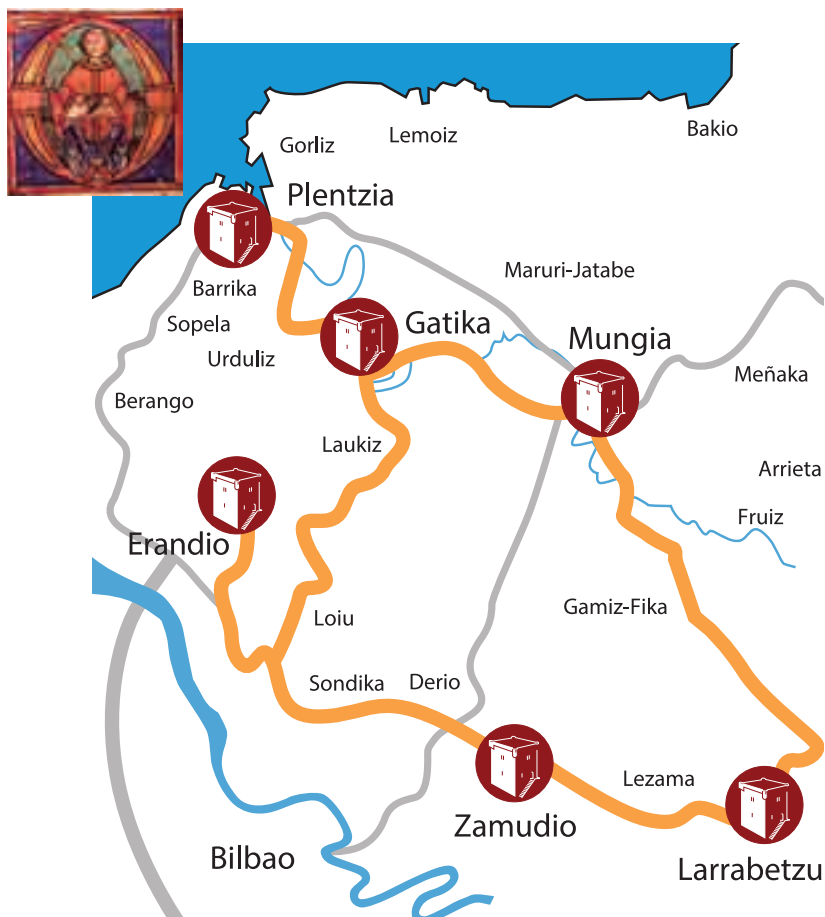 Bakio
Lemoiz
Gorliz
Plentzia
Maruri-Jatabe
Barrika
Sopela
Gatika
Mungia
Urduliz
Meñaka
Berango
Laukiz
Arrieta
Fruiz
Erandio
Gamiz-Fika
Loiu
Sondika
Derio
Lezama
Zamudio
Bilbao
Larrabetzu